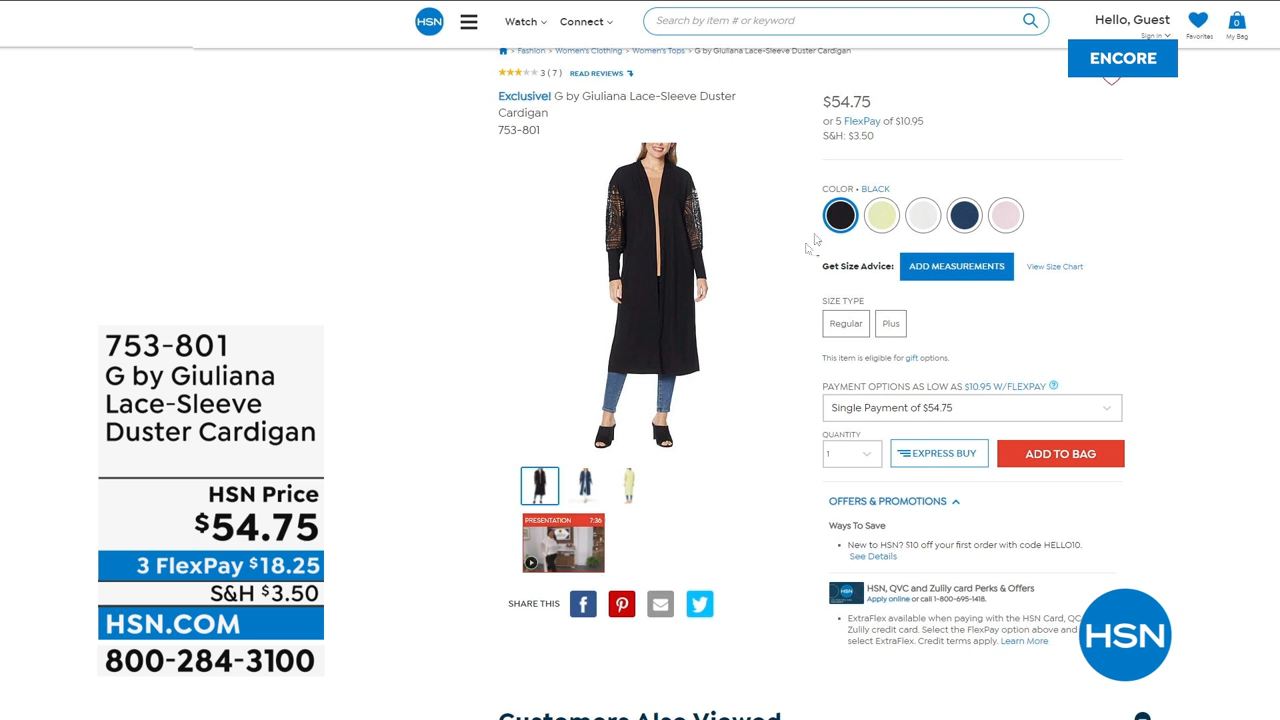 HSN
Watch
Connect
Search by item # or keyword
Hello, Guest
Sign In
Favorites
0
My Bag
ENCORE
> Fashion > Women's Clothing > Women's Tops > G by Giuliana Lace-Sleeve Duster Cardigan
3 ( 7 ) READ REVIEWS
Exclusive! G by Giuliana Lace-Sleeve Duster
Cardigan
753-801
$54.75
or 5 FlexPay of $10.95
S&H: $3.50
COLOR • BLACK
Get Size Advice:
ADD MEASUREMENTS
View Size Chart
SIZE TYPE
Regular
Plus
This item is eligible for gift options.
PAYMENT OPTIONS AS LOW AS $10.95 W/FLEXPAY
Single Payment of $54.75
QUANTITY
1
EXPRESS BUY
ADD TO BAG
OFFERS & PROMOTIONS
Ways To Save
• New to HSN? $10 off your first order with code HELLO10.
See Details
HSN, QVC and Zulily card Perks & Offers
Apply online or call 1-800-695-1418.
• ExtraFlex available when paying with the HSN Card, QC
Zulily credit card. Select the FlexPay option above and
select ExtraFlex. Credit terms apply. Learn More
PRESENTATION 7:36
SHARE THIS
753-801
G by Giuliana
Lace-Sleeve
Duster Cardigan
HSN Price
$54.75
3 FlexPay $18.25
S&H $3.50
HSN.COM
800-284-3100
HSN
Customers Also Viewed